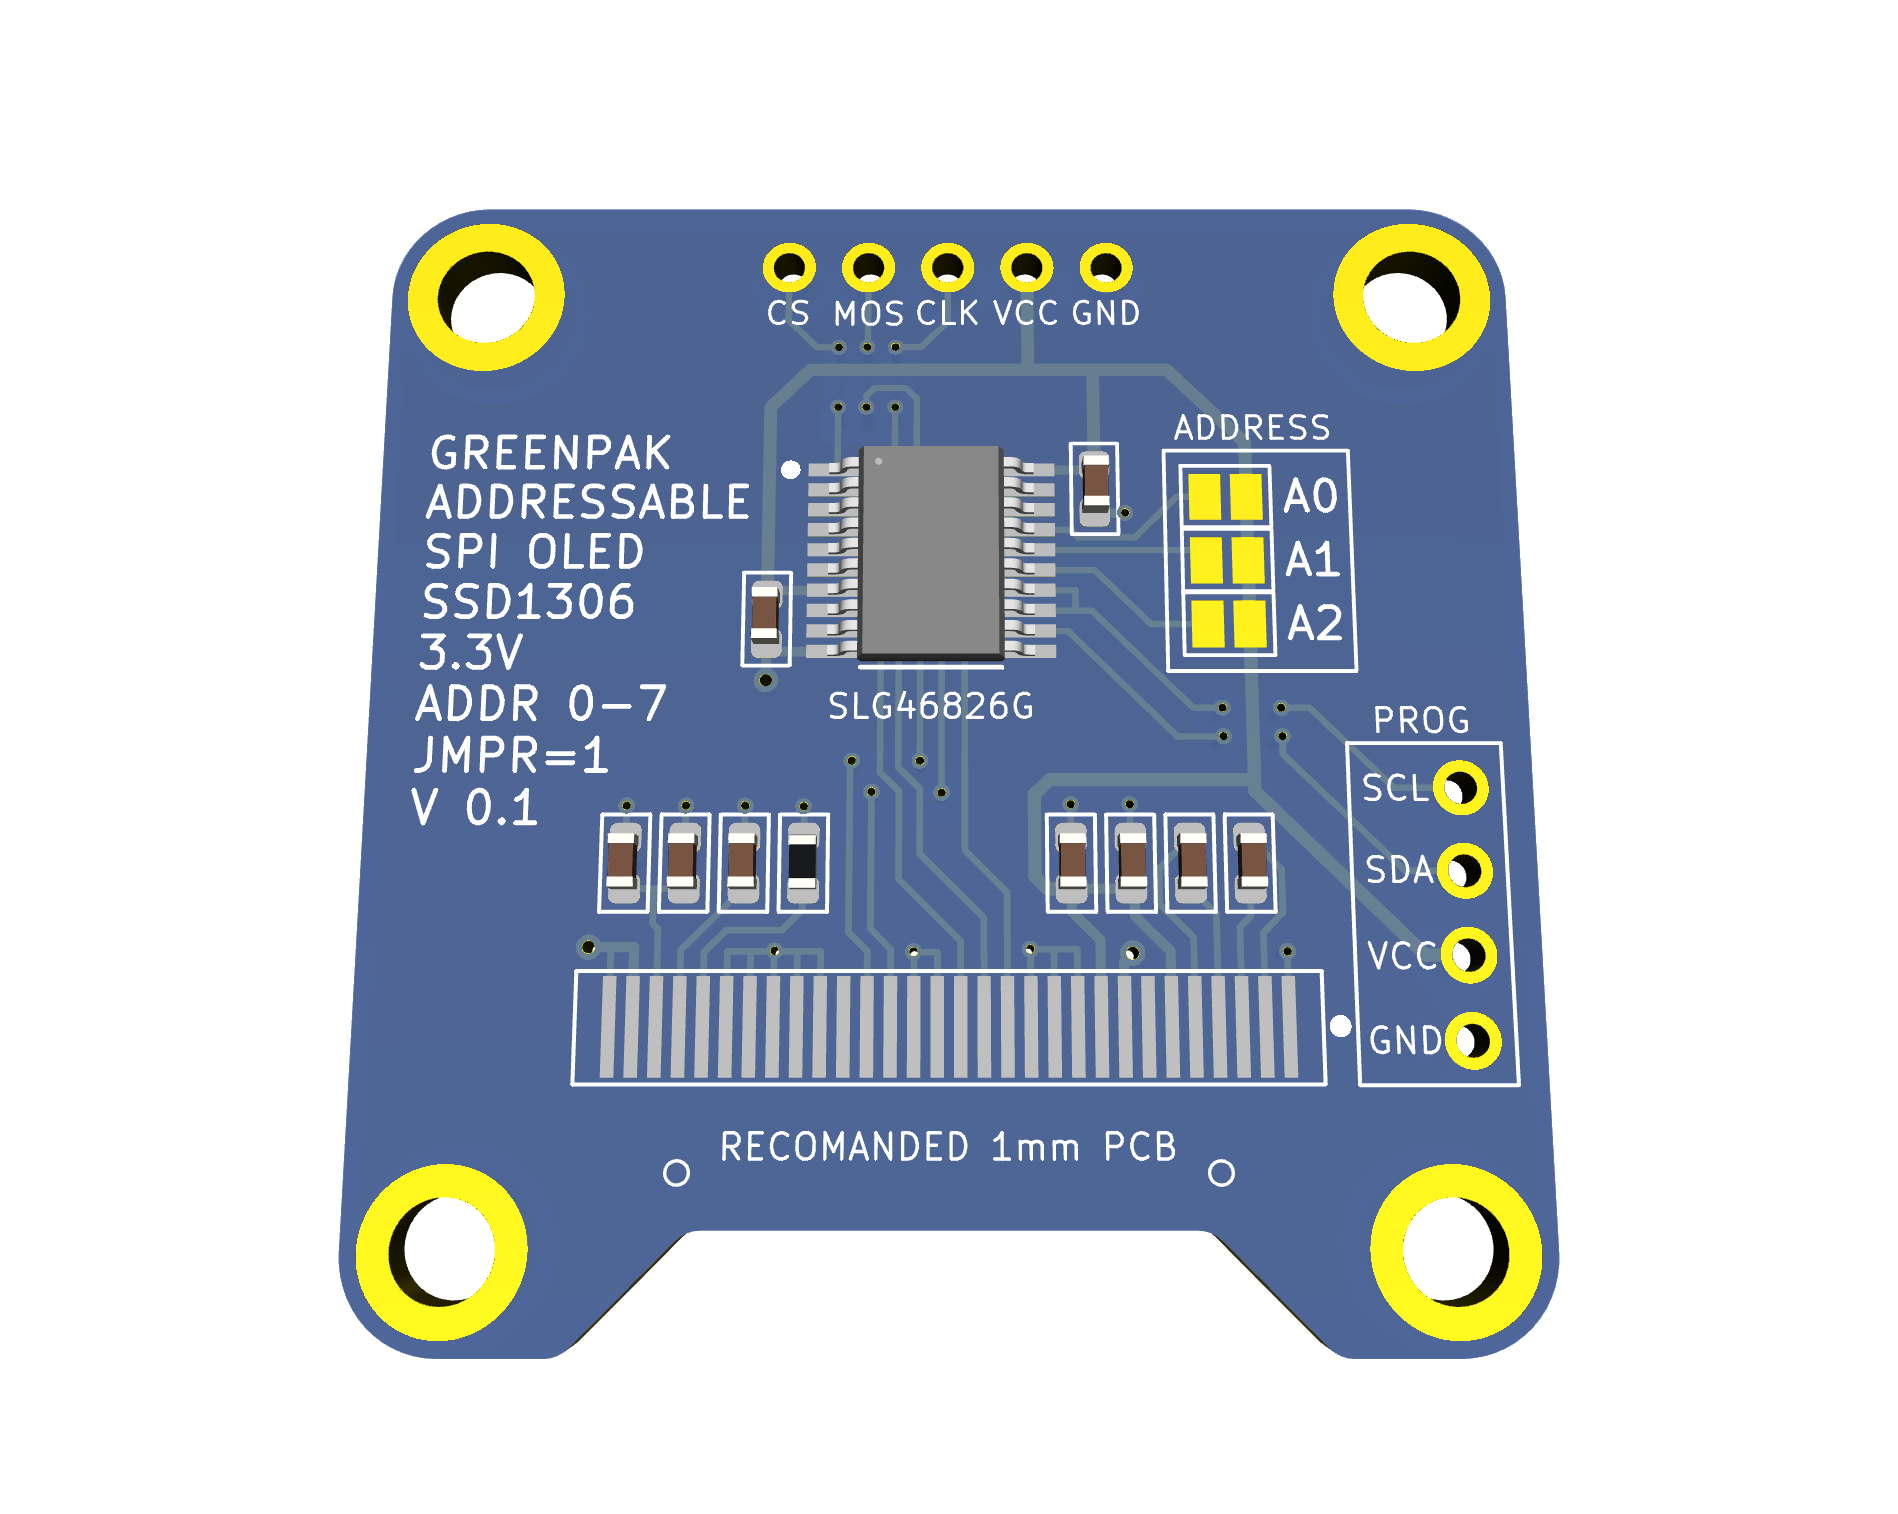 CS MOS CLK VCC GND
GREENPAK
ADDRESSABLE
SPI OLED
SSD1306
3.3V
ADDR 0-7
JMPR=1
V 0.1
SLG46826G
ADDRESS
A0
A1
A2
PROG
SCL
SDA
VCC
GND
RECOMANDED 1mm PCB